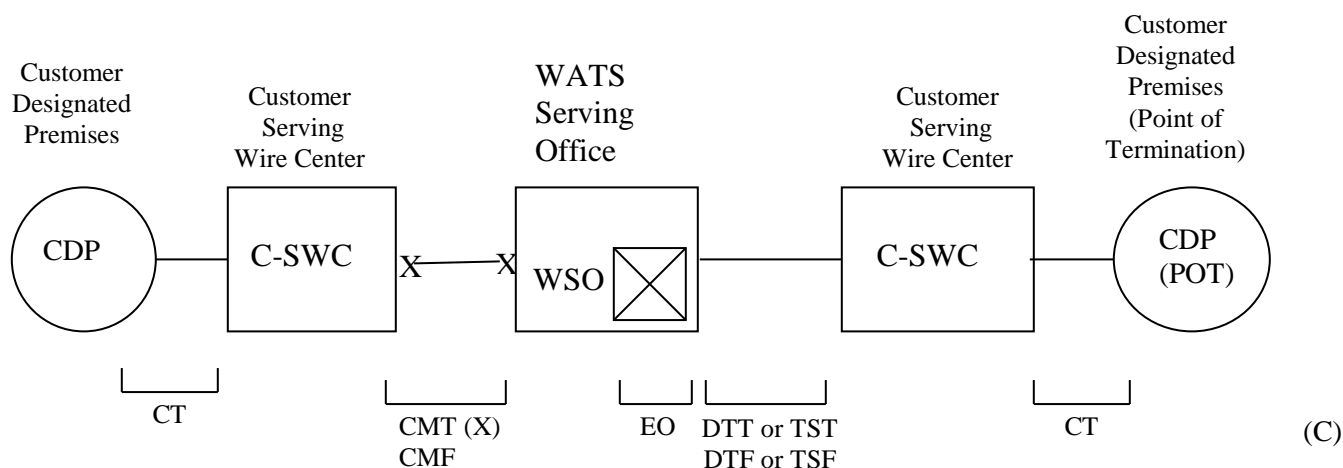 Customer
Designated
Premises
Customer
Serving
Wire Center
WATS
Serving
Office
Customer
Serving
Wire Center
Customer
Designated
Premises
(Point of
Termination)
CDP
C-SWC
X
X
WSO
C-SWC
CDP
(POT)
CT
CMT (X)
CMF
EO
DTT or TST
DTF or TSF
CT
(C)